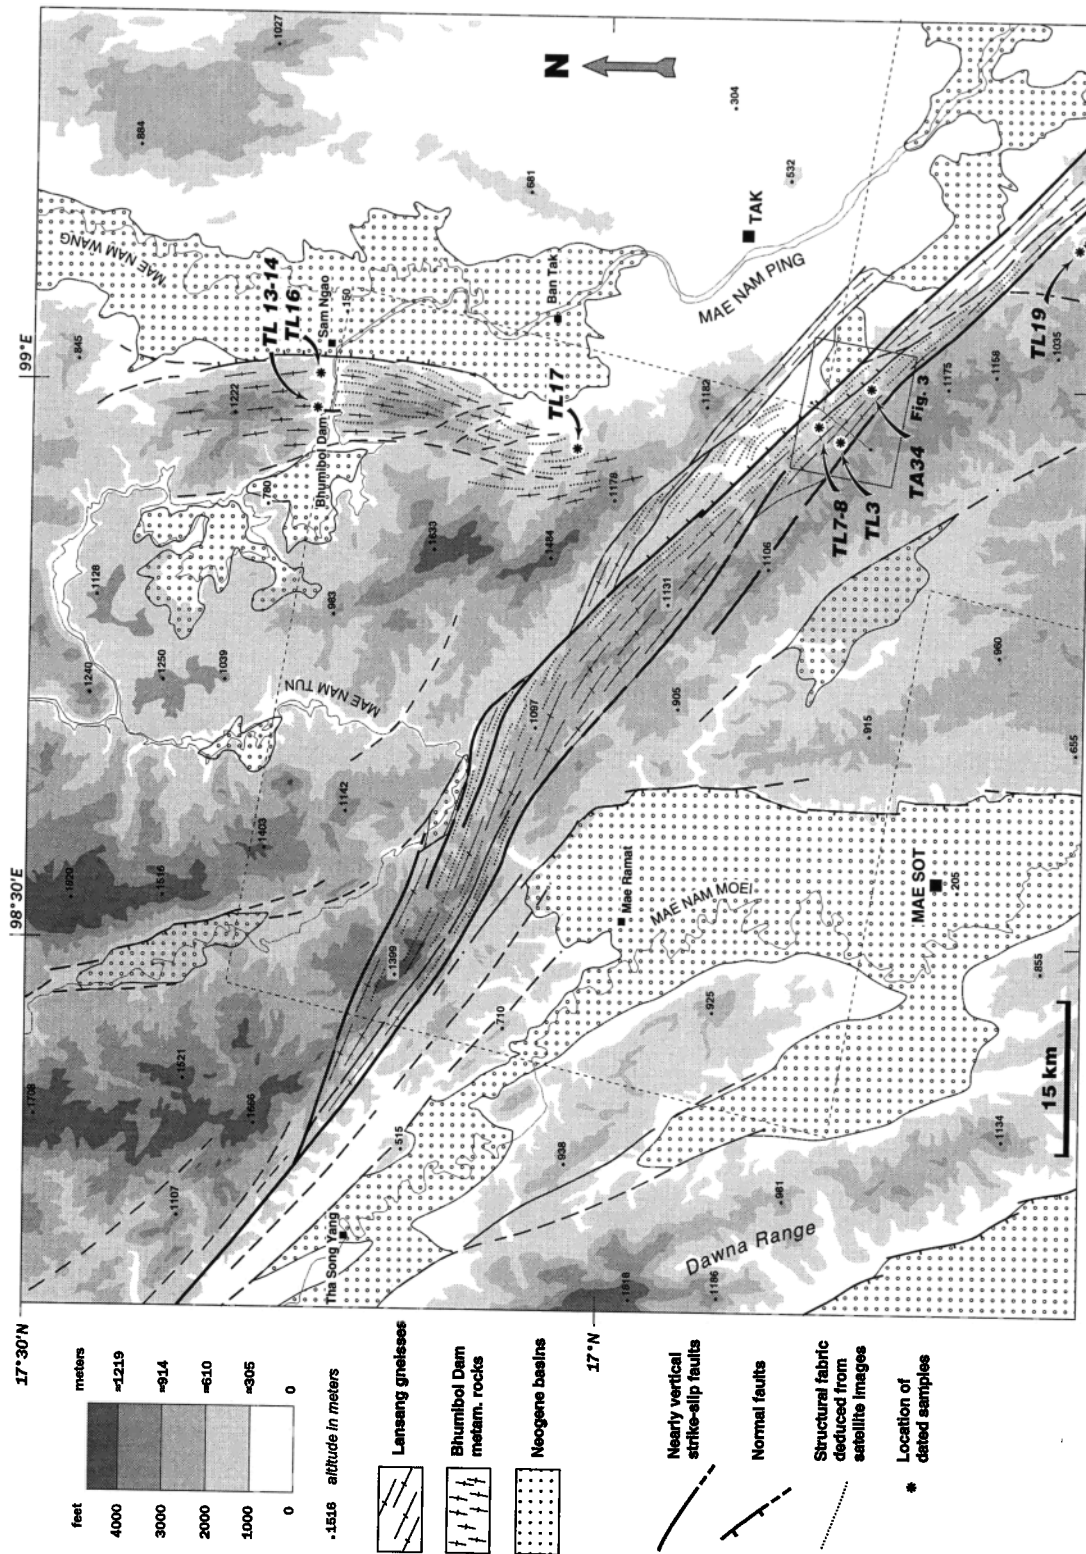 17°30'N
17°N
98°30'E
99°E
N
1027
884
304
532
681
845
MAE NAM WANG
TL 13-14
TL16
Sam Ngao
150
Ban Tak
TAK
MAE NAM PING
TL17
TL19
1222
Bhumibol Dam
780
1178
1182
1035
1158
1175
Fig. 3
TA34
TL3
TL7-8
1633
1484
1106
1131
1128
983
1240
1250
1039
MAE NAM TUN
1097
905
960
915
655
1142
1403
1516
1399
Mae Ramat
MAE NAM MOEI
MAE SOT
205
855
710
925
1708
1521
1606
515
938
1134
981
1107
Tha Song Yang
Dawna Range
1186
15 km
feet
meters
4000
≈1219
3000
≈914
2000
≈610
1000
≈305
0
0
•1516 altitude in meters
Lansang gneisses
Bhumibol Dam
metam. rocks
Neogene basins
Nearly vertical
strike-slip faults
Normal faults
Structural fabric
deduced from
satellite images
Location of
dated samples